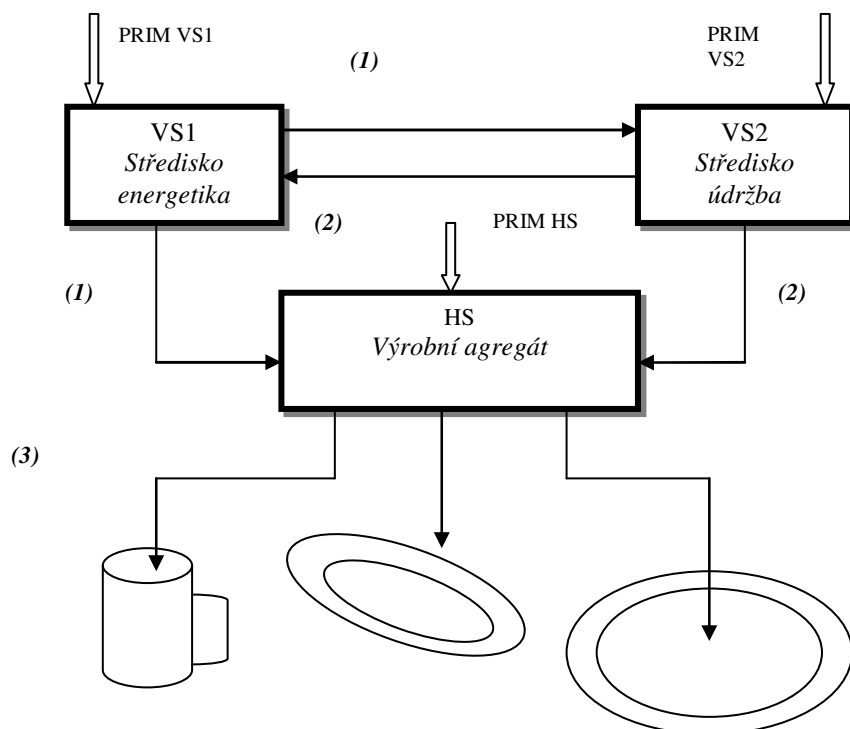 PRIM VS1
(1)
PRIM
VS2
VS1
Středisko
energetika
VS2
Středisko
údržba
(2)
PRIM HS
(1)
(2)
HS
Výrobní agregát
(3)